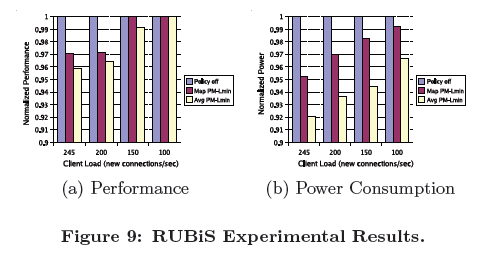 1
0.99
0.98
0.97
0.96
0.95
0.94
0.93
0.92
0.91
0.9
Normalized Performance
245 200 150 100
Client Load (new connections/sec)
Policy off
Map PM-Lmin
Avg PM-Lmin
(a) Performance
1
0.99
0.98
0.97
0.96
0.95
0.94
0.93
0.92
0.91
0.9
Normalized Power
245 200 150 100
Client Load (new connections/sec)
Policy off
Map PM-Lmin
Avg PM-Lmin
(b) Power Consumption
Figure 9: RUBiS Experimental Results.